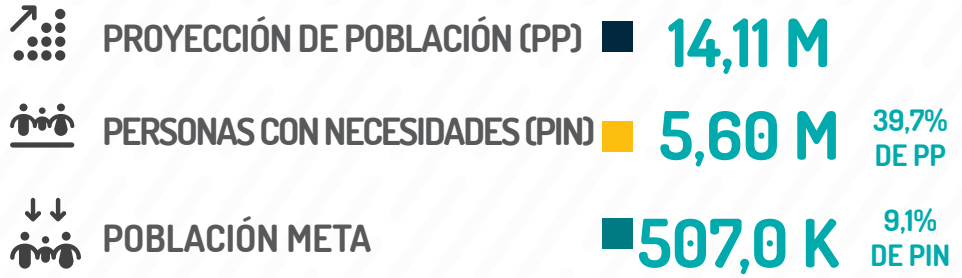 PROYECCIÓN DE POBLACIÓN (PP) 14,11 M
PERSONAS CON NECESIDADES (PIN) 5,60 M 39,7%
DE PP
POBLACIÓN META 507,0 K 9,1%
DE PIN